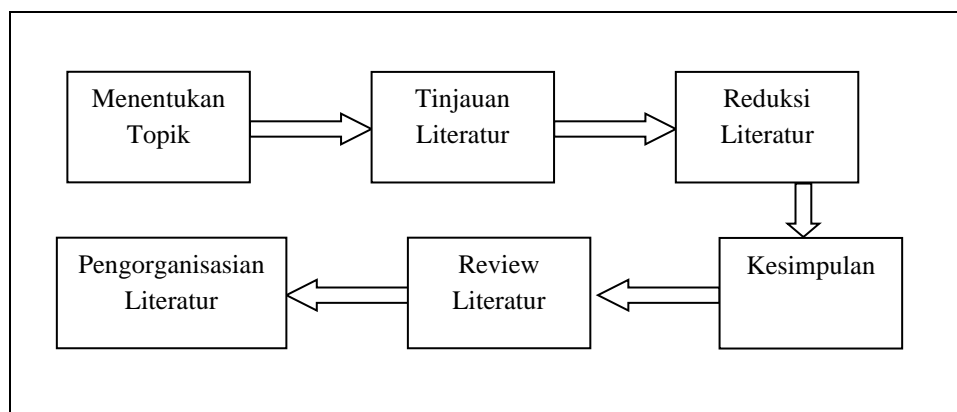 Menentukan
Topik
Tinjauan
Literatur
Reduksi
Literatur
Pengorganisasian
Literatur
Review
Literatur
Kesimpulan